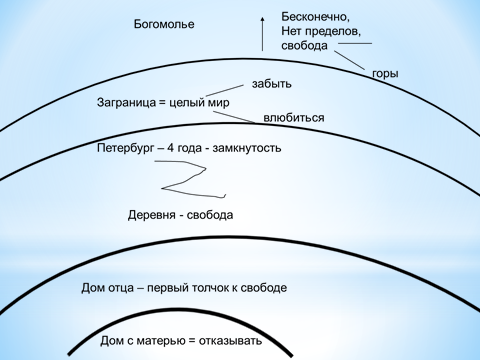 Богомолье
Бесконечно,
Нет пределов,
свобода
горы
забыть
Заграница = целый мир
влюбиться
Петербург – 4 года - замкнутость
Деревня - свобода
Дом отца – первый толчок к свободе
Дом с матерью = отказывать